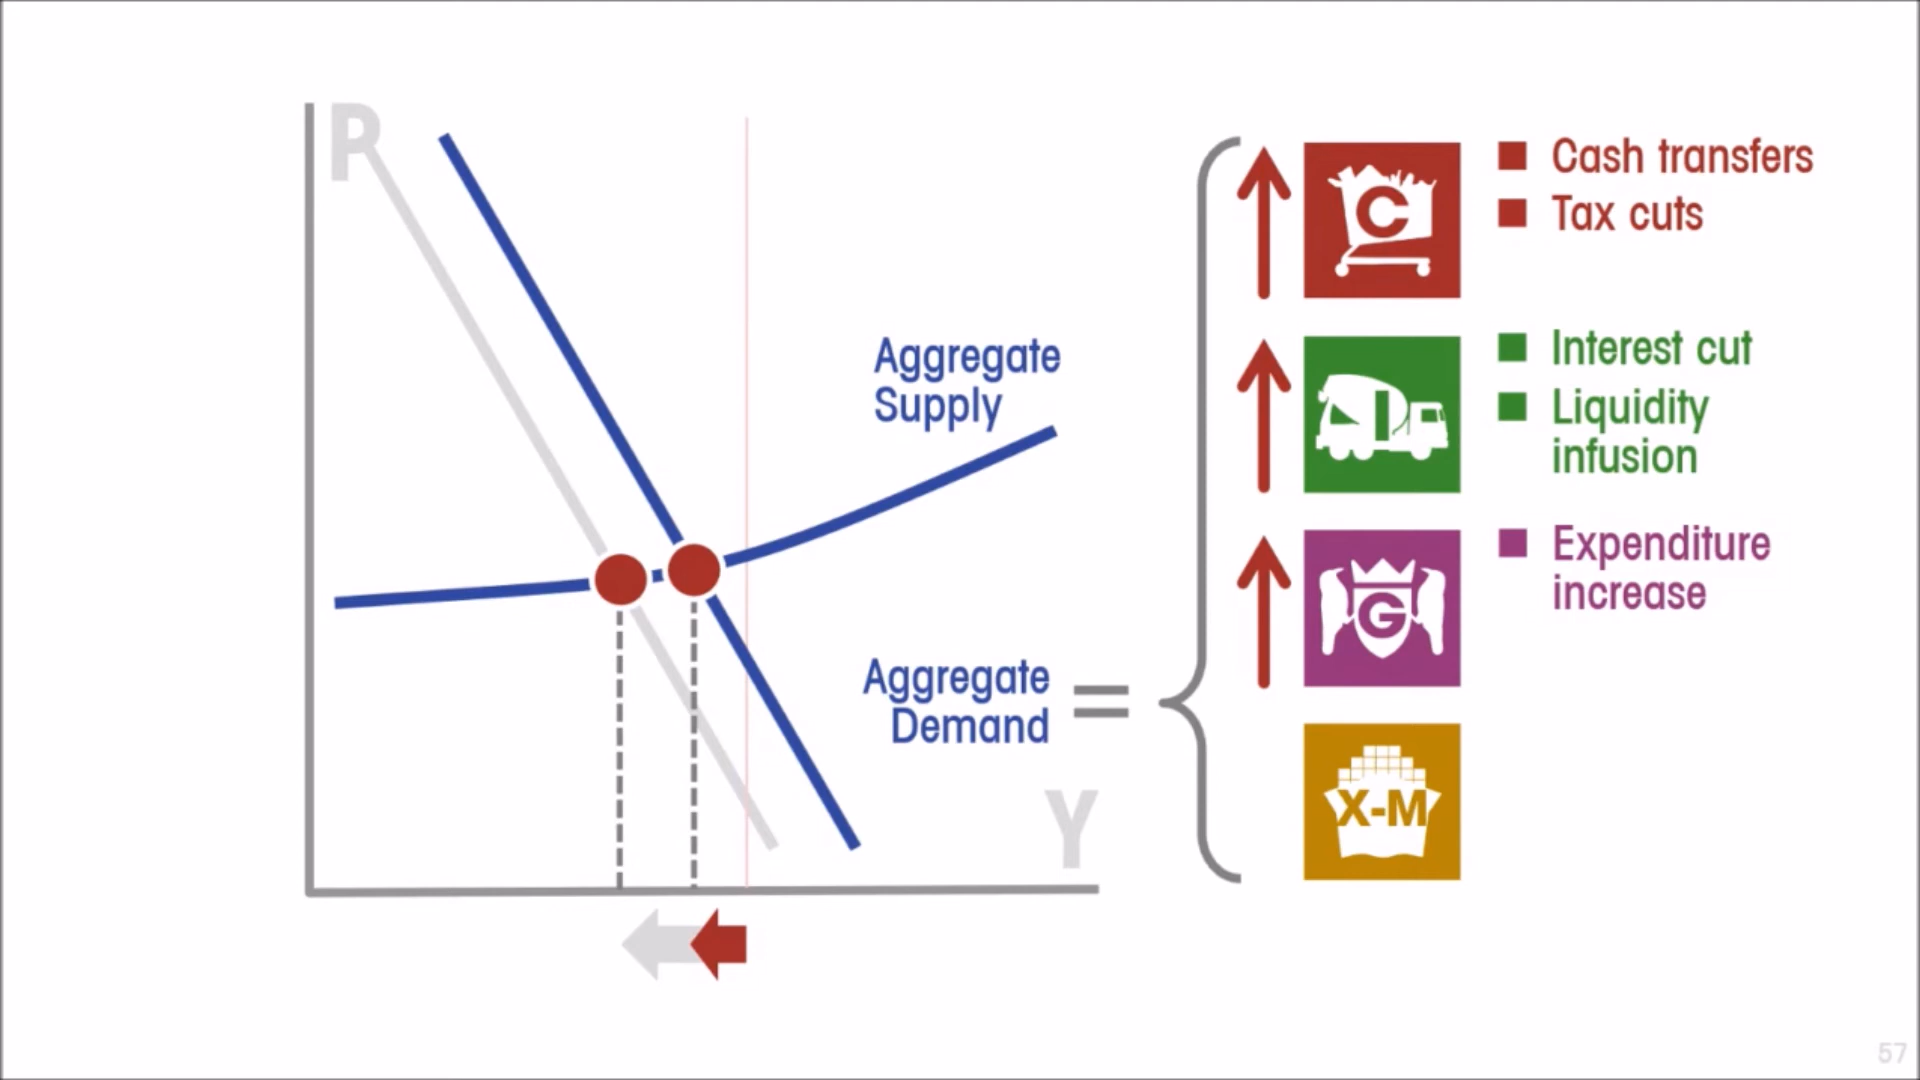 P
Aggregate
Supply
Aggregate
Demand
=
Y
C
Cash transfers
Tax cuts
I
Interest cut
Liquidity
infusion
G
Expenditure
increase
X-M
57